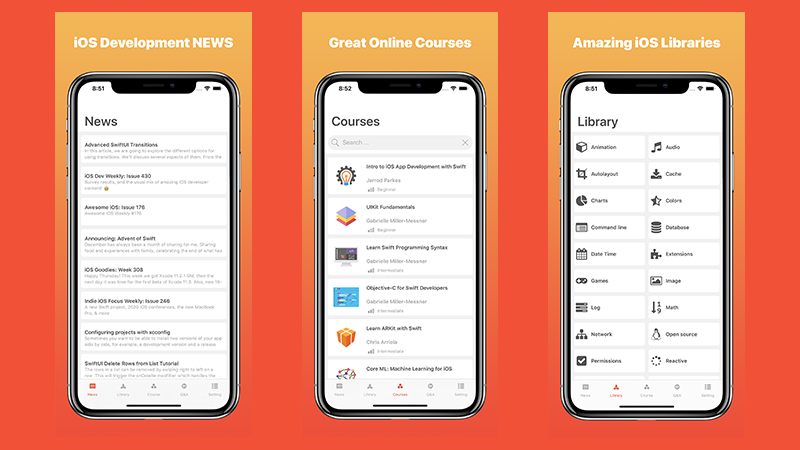 iOS Development NEWS
8:51
News
Advanced SwiftUI Transitions
In this article, we are going to explore the different options for
using transitions. We'll discuss several aspects of them. From the
iOS Dev Weekly: Issue 430
Survey results, and the usual mix of amazing iOS developer
content!
Awesome iOS: Issue 176
Awesome iOS Weekly #176
Announcing: Advent of Swift
December has always been a month of sharing for me. Sharing
food and experiences with family, celebrating the end of what has
iOS Goodies: Week 308
Happy Thursday! This week we got Xcode 11.2.1 GM, then the
next day it was time for the first beta of Xcode 11.3. Also, new 16
Indie iOS Focus Weekly: Issue 246
A new Swift project, 2020 iOS conferences, the new MacBook
Pro, & more
Configuring projects with xcconfig
Sometimes you want to be able to install two versions of your app
side by side, for example; a development version and a release
SwiftUI Delete Rows from List Tutorial
The rows in a list can be removed by swiping right to left on a
row. This will trigger the onDelete modifier which handles the
News
Library
Course
Q&A
Setting
Great Online Courses
8:52
Courses
Search ...
Intro to iOS App Development with Swift
Jarrod Parkes
Beginner
UIKit Fundamentals
Gabrielle Miller-Messner
Beginner
Learn Swift Programming Syntax
Gabrielle Miller-Messner
Intermediate
Objective-C for Swift Developers
Gabrielle Miller-Messner
Intermediate
Learn ARKit with Swift
Chris Arriola
Intermediate
Core ML: Machine Learning for iOS
News
Library
Courses
Q&A
Setting
Amazing iOS Libraries
8:51
Library
Animation
Audio
Autolayout
Cache
Charts
Colors
Command line
Database
Date Time
Extensions
Games
Image
Log
Math
Network
Open source
Permissions
Reactive
News
Library
Course
Q&A
Setting